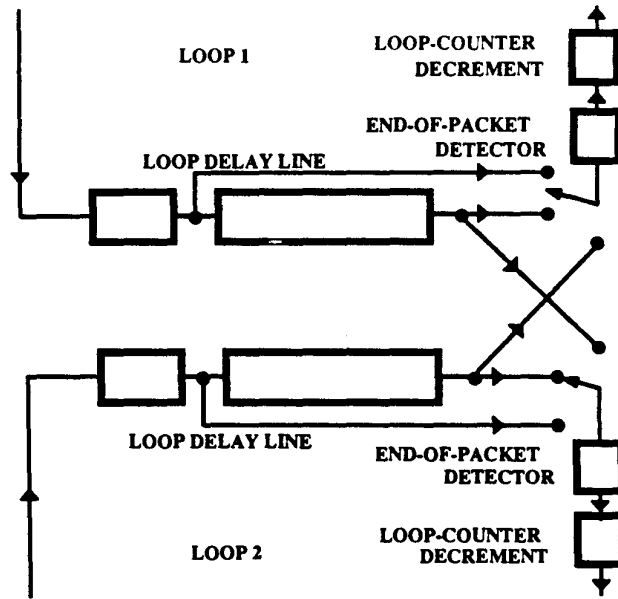 LOOP 1
LOOP-COUNTER
DECREMENT
END-OF-PACKET
DETECTOR
LOOP DELAY LINE
LOOP DELAY LINE
END-OF-PACKET
DETECTOR
LOOP-COUNTER
DECREMENT
LOOP 2